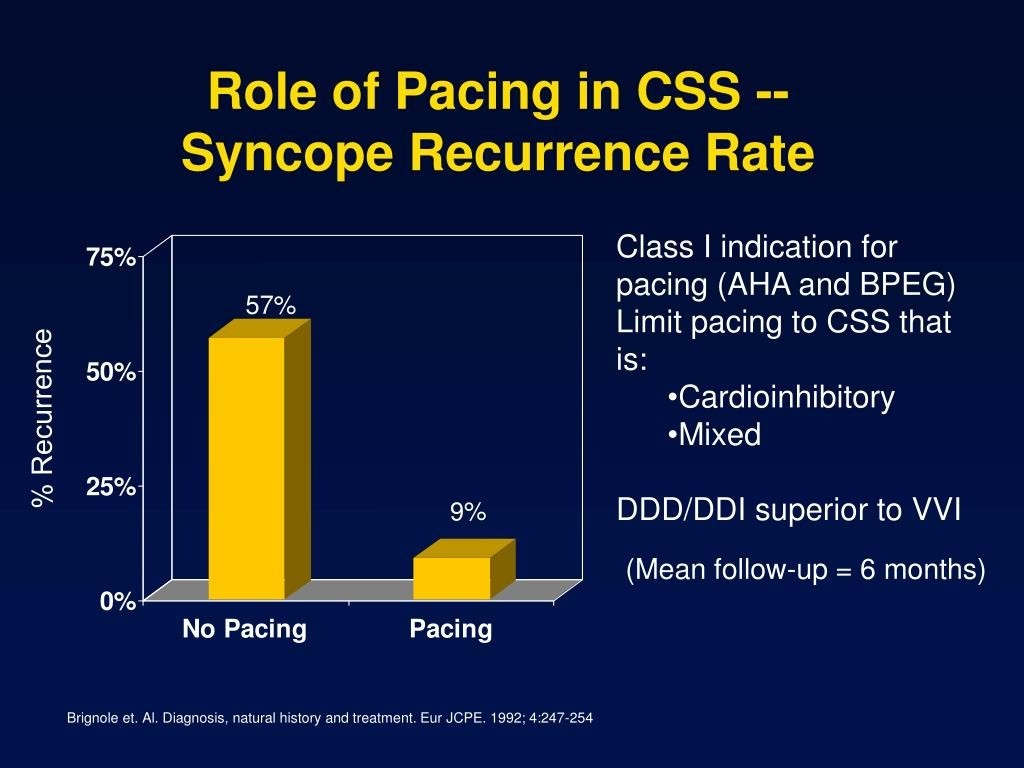 Role of Pacing in CSS --
Syncope Recurrence Rate
% Recurrence
75%
50%
25%
0%
57%
9%
No Pacing
Pacing
Class I indication for
pacing (AHA and BPEG)
Limit pacing to CSS that
is:
•Cardioinhibitory
•Mixed
DDD/DDI superior to VVI
(Mean follow-up = 6 months)
Brignole et. Al. Diagnosis, natural history and treatment. Eur JCPE. 1992; 4:247-254